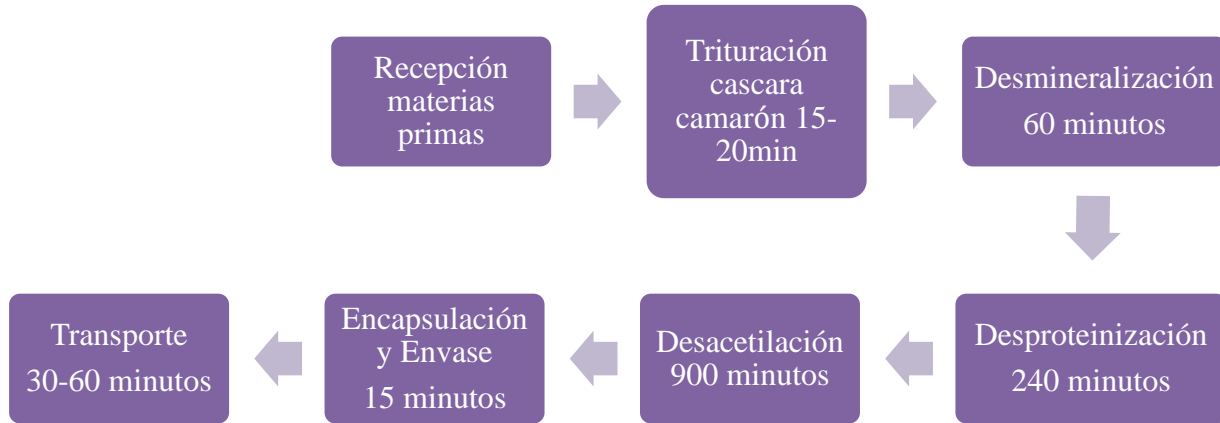 Recepción
materias
primas
Trituración
cascara
camarón 15-
20min
Desmineralización
60 minutos
Desproteinización
240 minutos
Desacetilación
900 minutos
Encapsulación
y Envase
15 minutos
Transporte
30-60 minutos